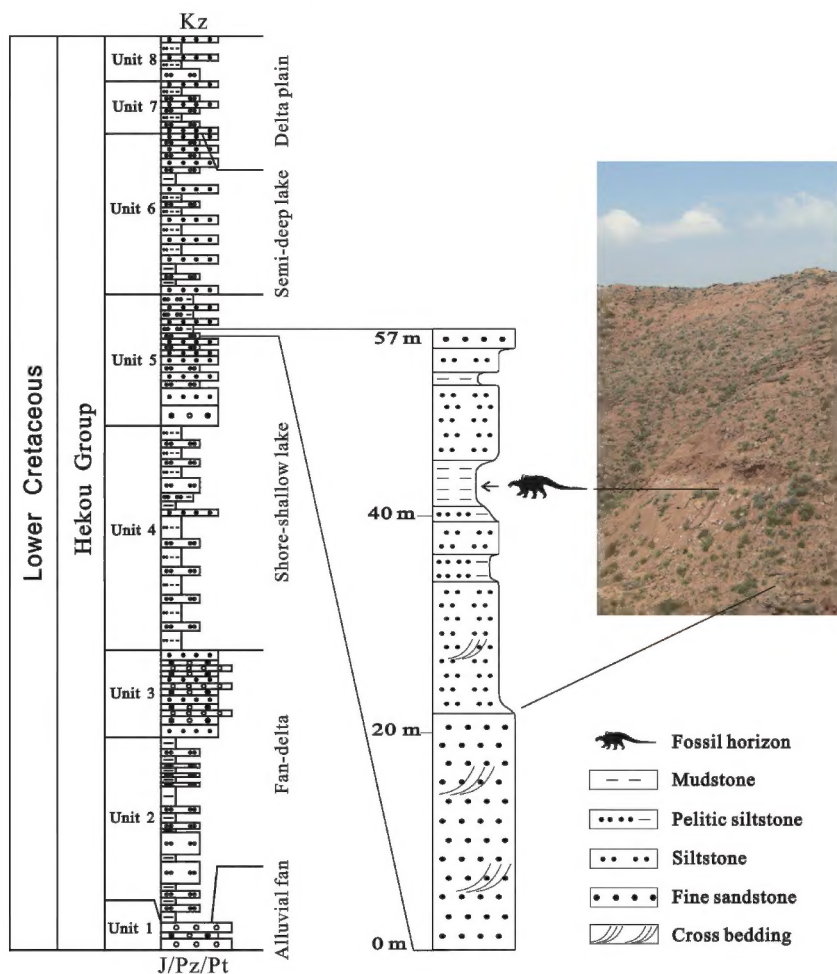 Kz
Lower Cretaceous
Hekou Group
Unit 8
Unit 7
Unit 6
Unit 5
Unit 4
Unit 3
Unit 2
Unit 1
Delta plain
Semi-deep lake
Shore-shallow lake
Fan-delta
Alluvial fan
J/Pz/Pt
57 m
40 m
20 m
0 m
Fossil horizon
Mudstone
Pelitic siltstone
Siltstone
Fine sandstone
Cross bedding